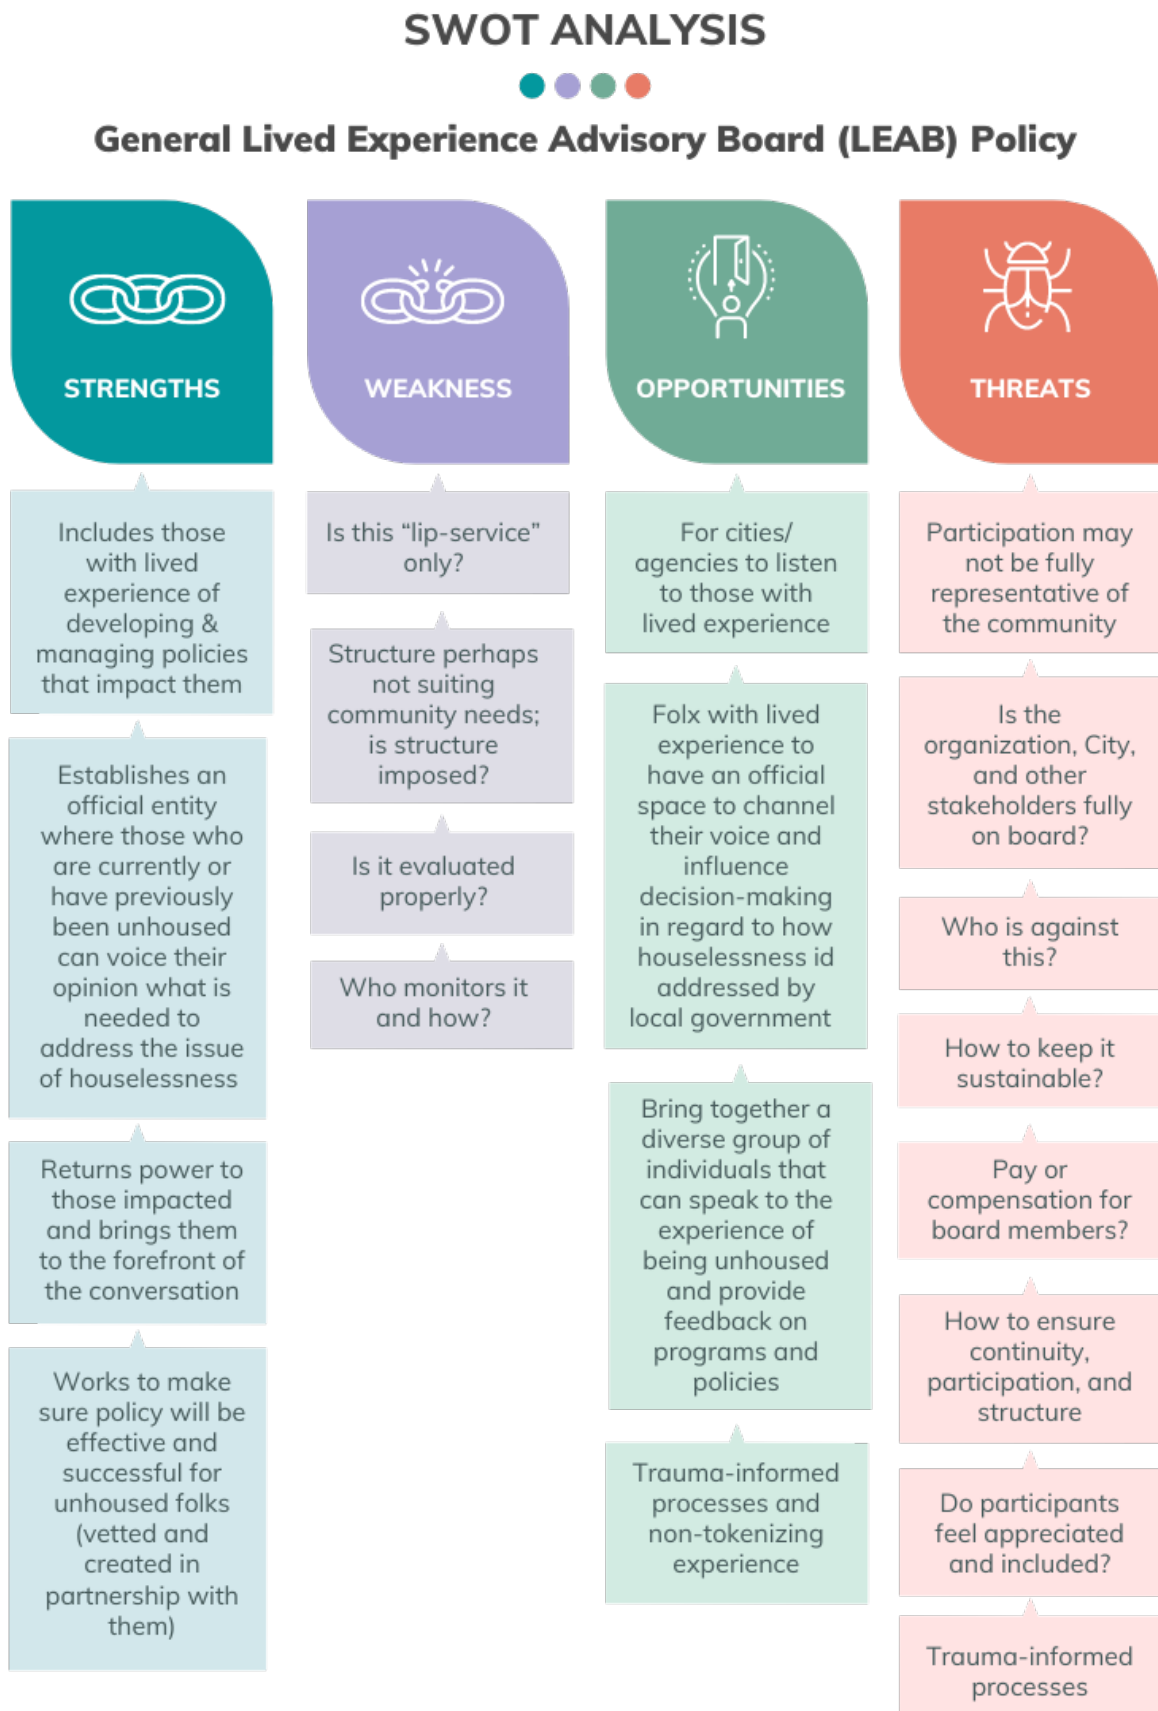 SWOT ANALYSIS
General Lived Experience Advisory Board (LEAB) Policy
STRENGTHS
Includes those
with lived
experience of
developing &
managing policies
that impact them
Establishes an
official entity
where those who
are currently or
have previously
been unhoused
can voice their
opinion what is
needed to
address the issue
of houselessness
Returns power to
those impacted
and brings them
to the forefront of
the conversation
Works to make
sure policy will be
effective and
successful for
unhoused folks
(vetted and
created in
partnership with
them)
WEAKNESS
Is this “lip-service”
only?
Structure perhaps
not suiting
community needs;
is structure
imposed?
Is it evaluated
properly?
Who monitors it
and how?
OPPORTUNITIES
For cities/
agencies to listen
to those with
lived experience
Folx with lived
experience to
have an official
space to channel
their voice and
influence
decision-making
in regard to how
houselessness id
addressed by
local government
Bring together a
diverse group of
individuals that
can speak to the
experience of
being unhoused
and provide
feedback on
programs and
policies
Trauma-informed
processes and
non-tokenizing
experience
THREATS
Participation may
not be fully
representative of
the community
Is the
organization, City,
and other
stakeholders fully
on board?
Who is against
this?
How to keep it
sustainable?
Pay or
compensation for
board members?
How to ensure
continuity,
participation, and
structure
Do participants
feel appreciated
and included?
Trauma-informed
processes